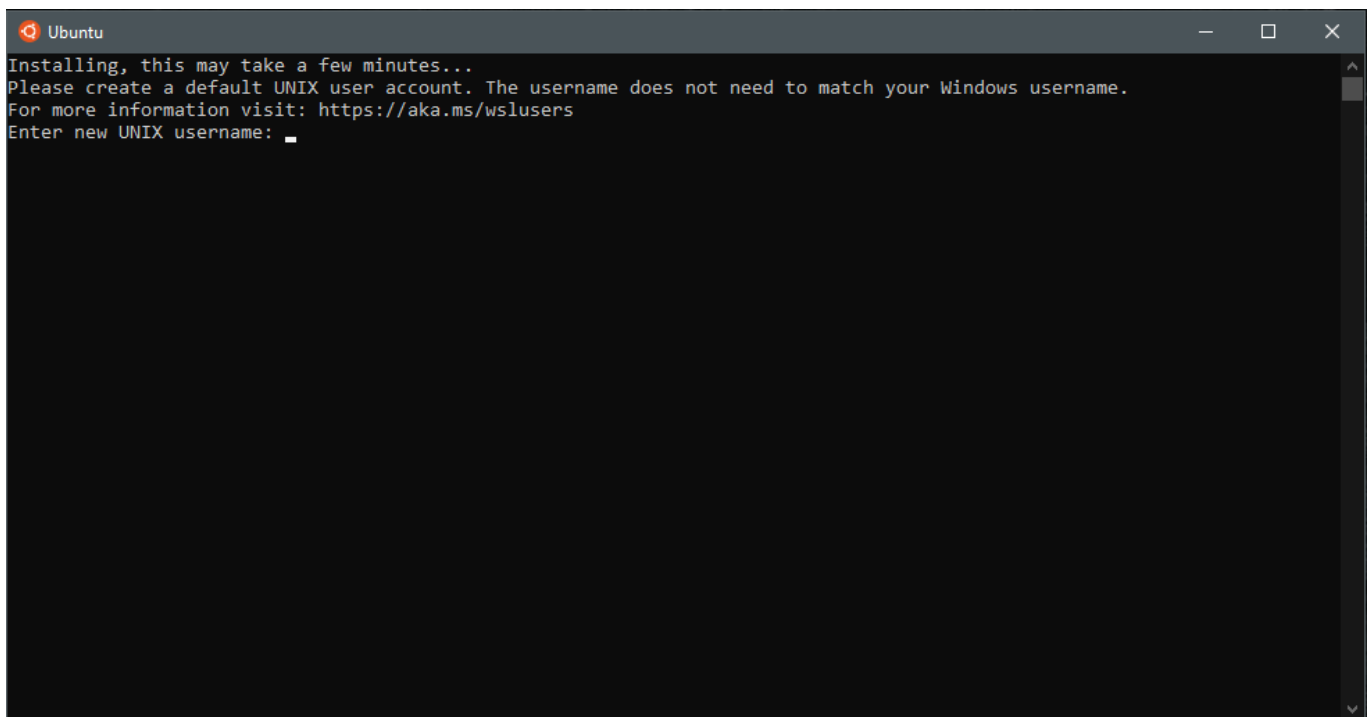 Ubuntu
Installing, this may take a few minutes...
Please create a default UNIX user account. The username does not need to match your Windows username.
For more information visit: https://aka.ms/wslusers
Enter new UNIX username: